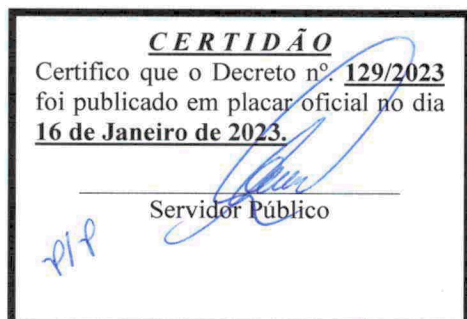 CERTIDÃO
Certifico que o Decreto nº. 129/2023
foi publicado em placar oficial no dia
16 de Janeiro de 2023.
Servidor Público
p/p